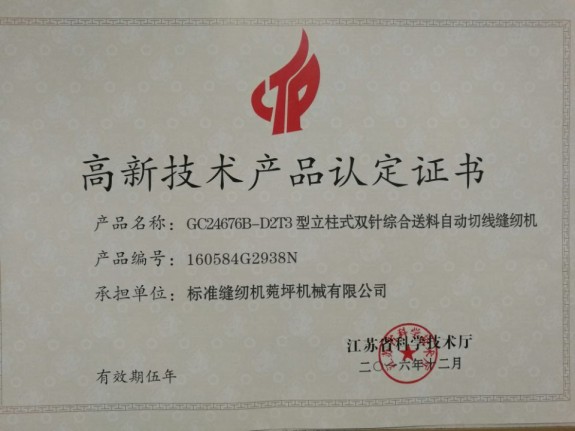 CTP
高新技术产品认定证书
产品名称：GC24676B-D2T3 型立柱式双针综合送料自动切线缝纫机
产品编号：160584G2938N
承担单位：标准缝纫机菀坪机械有限公司
江苏省科学技术厅
二〇一六年十二月
有效期伍年